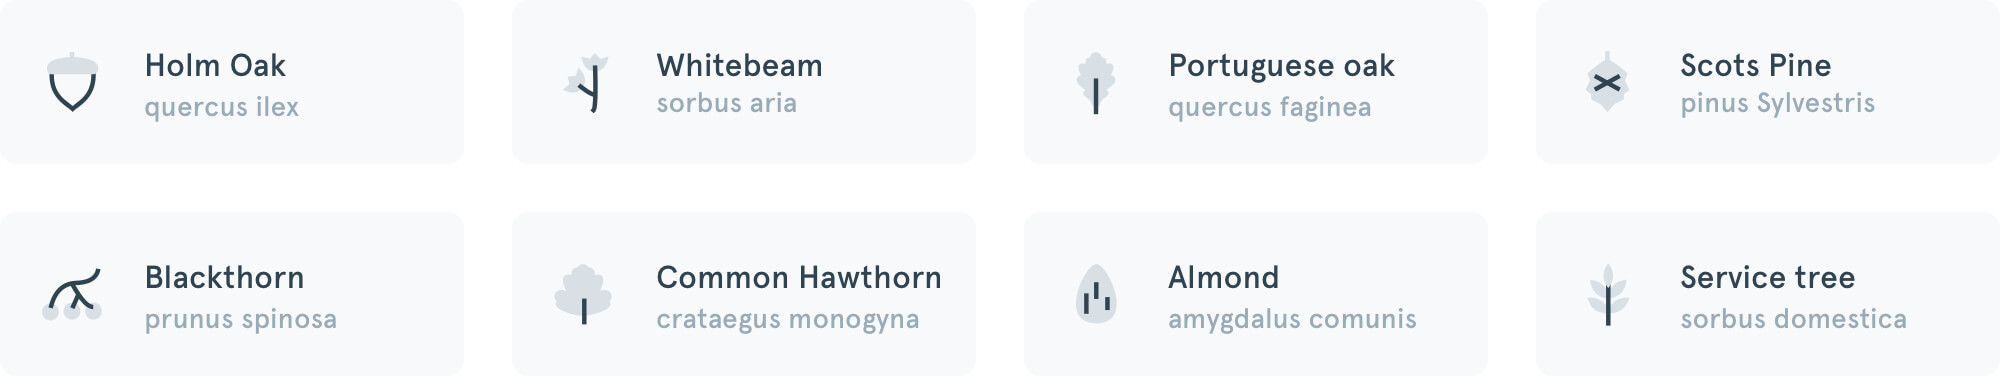 Holm Oak
quercus ilex
Whitebeam
sorbus aria
Portuguese oak
quercus faginea
Scots Pine
pinus Sylvestris
Blackthorn
prunus spinosa
Common Hawthorn
crataegus monogyna
Almond
amygdalus comunis
Service tree
sorbus domestica